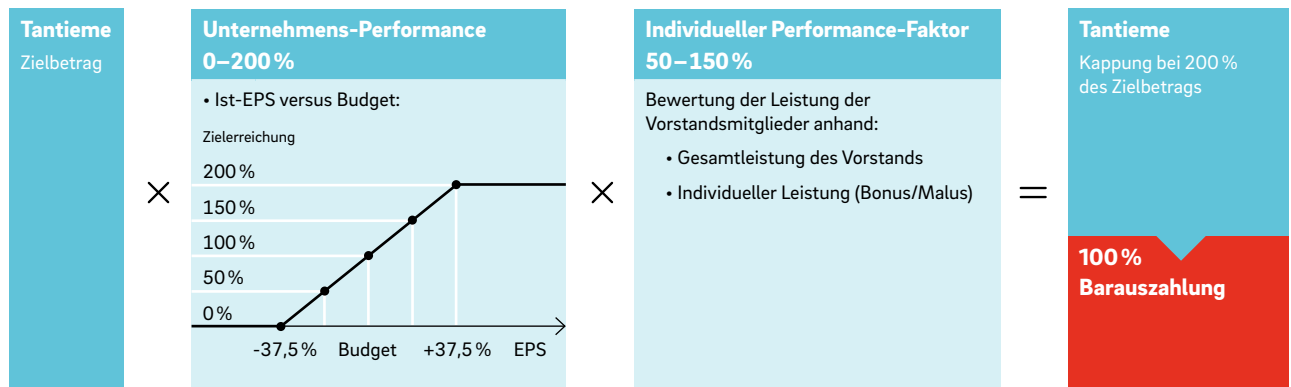 Tantieme
Zielbetrag
×
Unternehmens-Performance
0–200 %
• Ist-EPS versus Budget:
Zielerreichung
200 %
150 %
100 %
50 %
0 %
-37,5 %
Budget
+37,5 %
EPS
×
Individueller Performance-Faktor
50–150 %
Bewertung der Leistung der
Vorstandsmitglieder anhand:
• Gesamtleistung des Vorstands
• Individueller Leistung (Bonus/Malus)
=
Tantieme
Kappung bei 200 %
des Zielbetrags
100 %
Barauszahlung